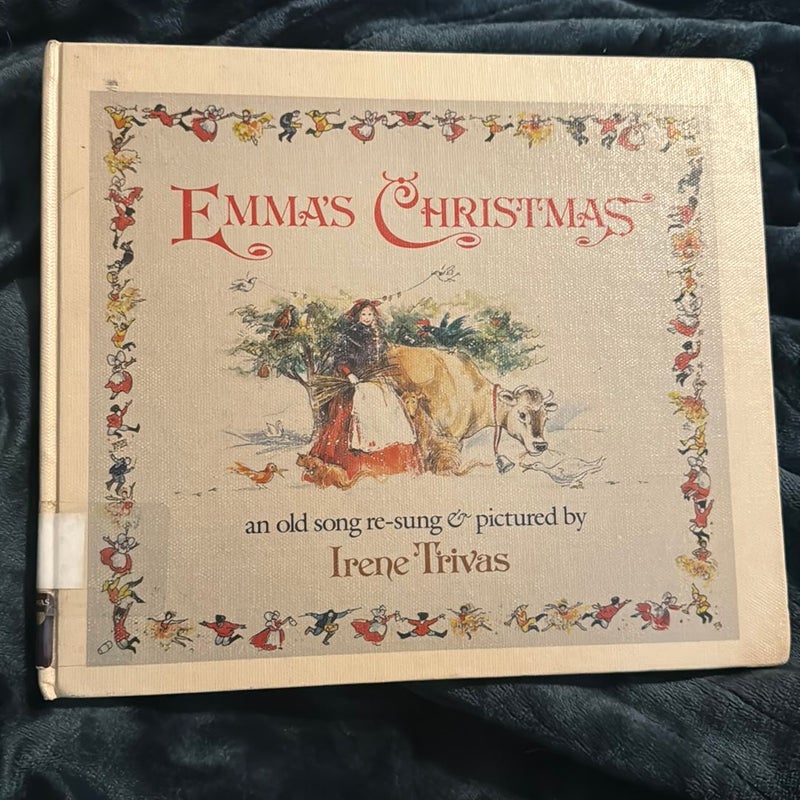 EMMA'S CHRISTMAS
an old song re-sung & pictured by
Irene Trivas